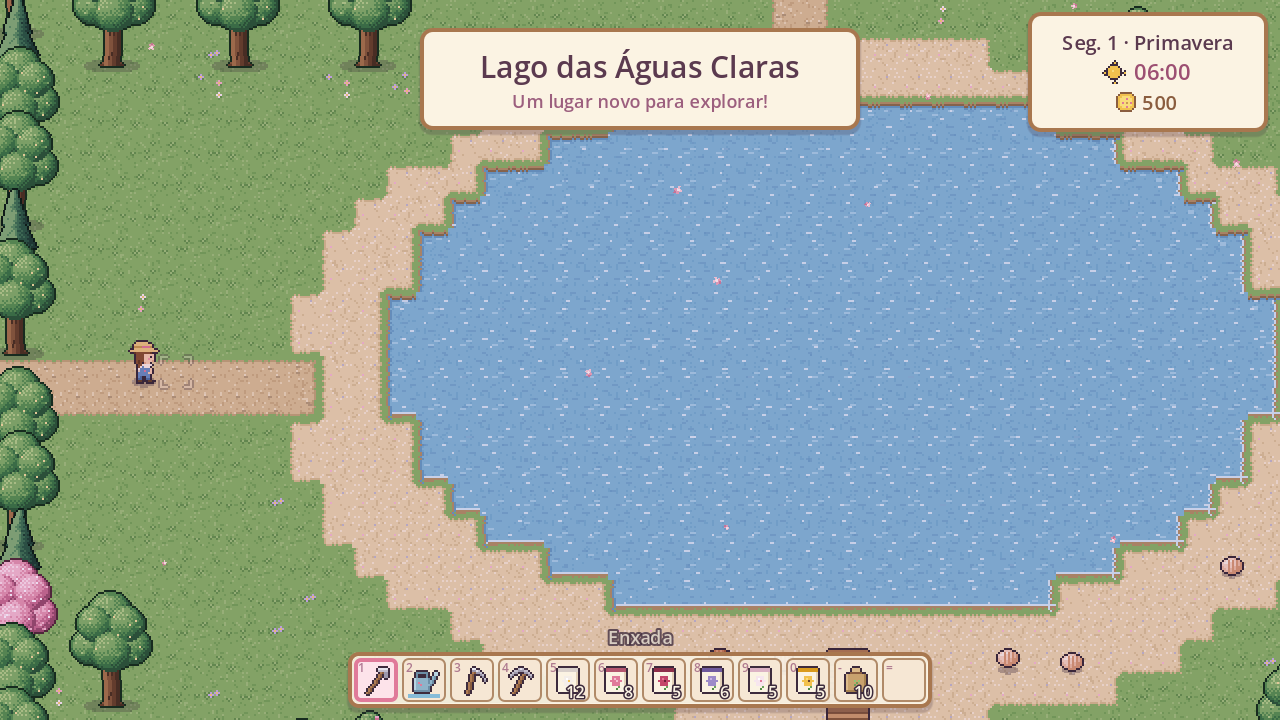 Lago das Águas Claras
Um lugar novo para explorar!
Seg. 1 · Primavera
06:00
500
Enxada
1 2 3 4 5 12 6 8 7 5 8 6 9 5 0 5 - 10 =